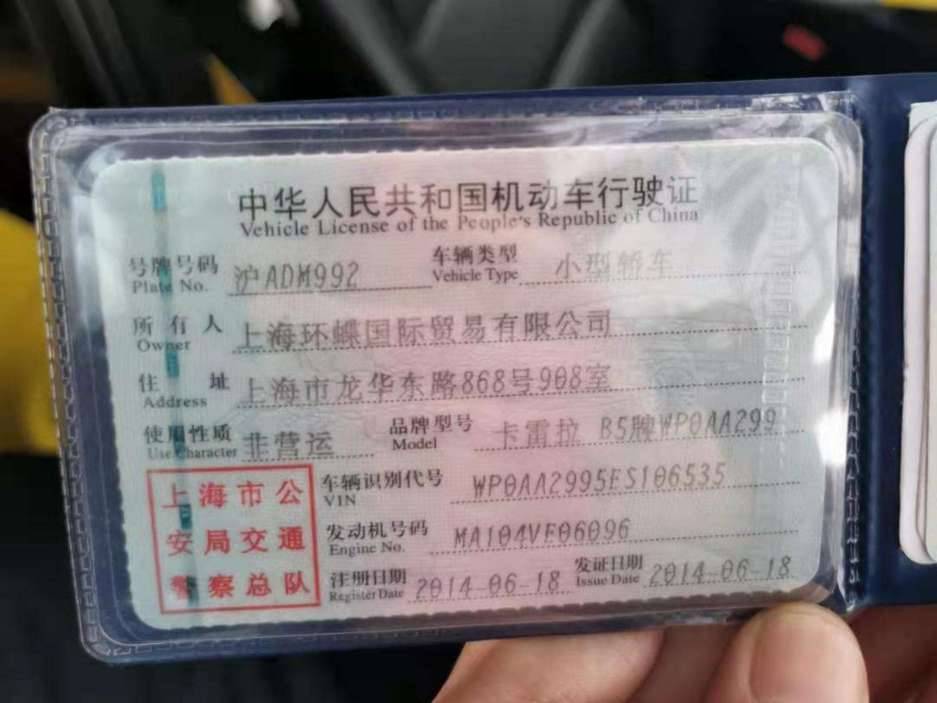 中华人民共和国机动车行驶证
Vehicle License of the People's Republic of China
号牌号码 沪ADM992 车辆类型 小型轿车
Plate No. Vehicle Type
所有人 上海环蝶国际贸易有限公司
Owner
住址 上海市龙华东路868号908室
Address
使用性质 非营运 品牌型号 卡雷拉 B5牌WP0AA299
Use Character Model
上海市公
安局交通
警察总队
车辆识别代号 WP0AA2995ES106535
VIN
发动机号码 MA104VE06096
Engine No.
注册日期 2014-06-18 发证日期 2014-06-18
Register Date Issue Date